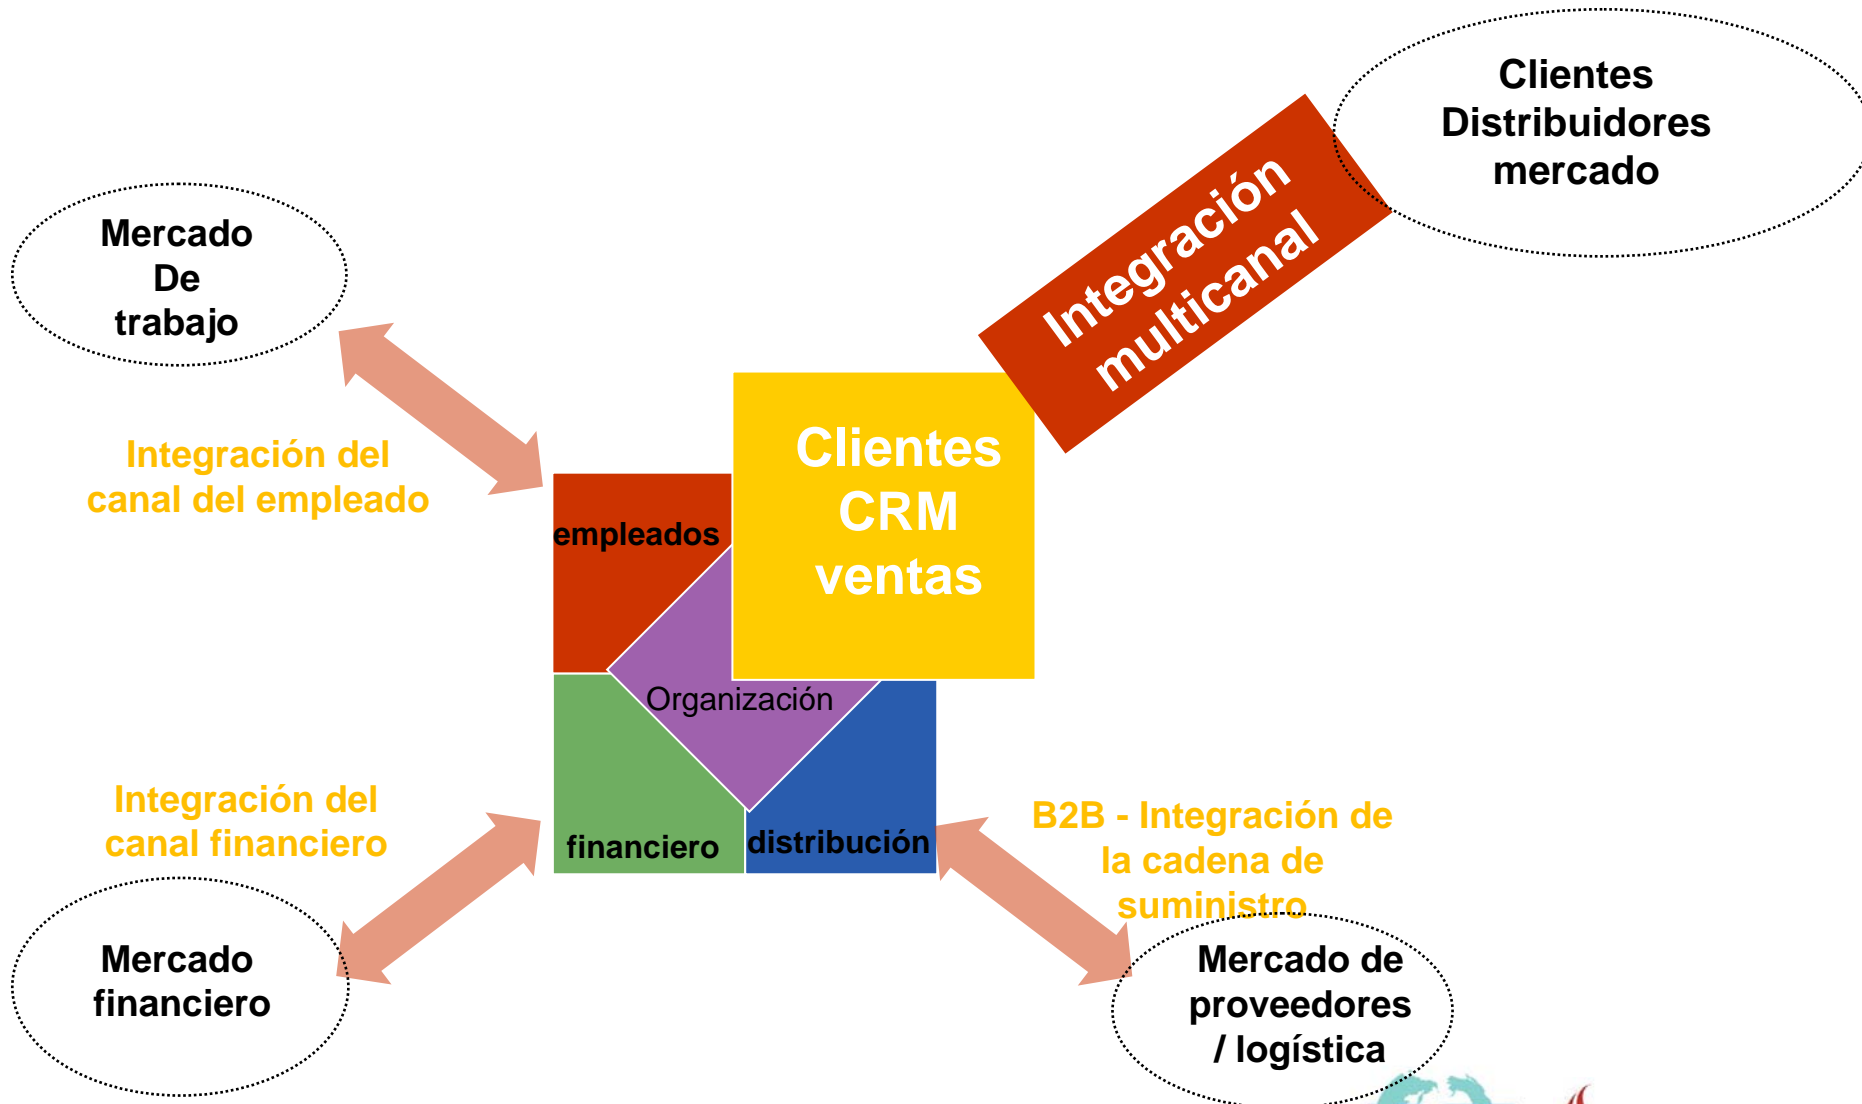 Clientes
Distribuidores
mercado
Integración
multicanal
Mercado
De
trabajo
Integración del
canal del empleado
Clientes
CRM
ventas
empleados
Organización
financiero
distribución
Integración del
canal financiero
B2B - Integración de
la cadena de
suministro
Mercado
financiero
Mercado de
proveedores
/ logística